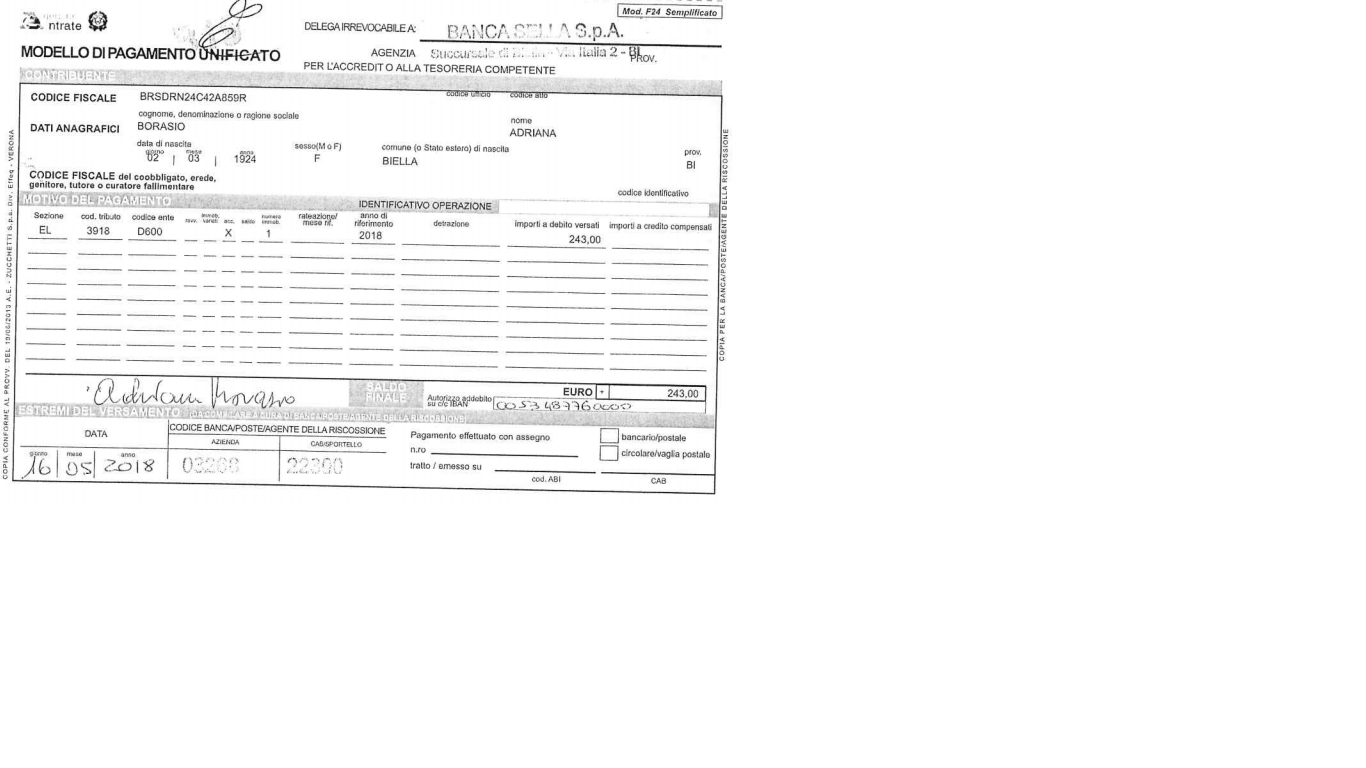 Mod. F24 Semplificato
ntrate
DELEGA IRREVOCABILE A: BANCA SELLA S.p.A.
MODELLO DI PAGAMENTO UNIFICATO
AGENZIA Succursale di Biella - Via Italia 2 - BI PROV.
PER L'ACCREDITO ALLA TESORERIA COMPETENTE
CONTRIBUENTE
CODICE FISCALE BRSDRN24C42A859R codice ufficio codice atto
cognome, denominazione o ragione sociale nome
DATI ANAGRAFICI BORASIO ADRIANA
data di nascita sesso(M o F) comune (o Stato estero) di nascita prov.
giorno mese anno
02 03 1924 F BIELLA BI
CODICE FISCALE del coobbligato, erede,
genitore, tutore o curatore fallimentare codice identificativo
MOTIVO DEL PAGAMENTO IDENTIFICATIVO OPERAZIONE
Sezione cod. tributo codice ente ravv. immob. variati acc. saldo numero immob. rateazione/ mese rif. anno di riferimento detrazione importi a debito versati importi a credito compensati
EL 3918 D600 X 1 2018 243,00
SALDO FINALE
EURO + 243,00
Autorizzo addebito su c/c IBAN 0053487760000
ESTREMI DEL VERSAMENTO (DA COMPILARE A CURA DI BANCA/POSTE/AGENTE DELLA RISCOSSIONE)
DATA CODICE BANCA/POSTE/AGENTE DELLA RISCOSSIONE
AZIENDA CAB/SPORTELLO
Pagamento effettuato con assegno bancario/postale
n.ro circolare/vaglia postale
giorno mese anno
16 05 2018 03268 22300
tratto / emesso su
cod. ABI CAB
COPIA CONFORME AL PROVV. DEL 19/06/2013 A.E. - ZUCCHETTI S.p.a. Div. Effeg - VERONA
COPIA PER LA BANCA/POSTE/AGENTE DELLA RISCOSSIONE